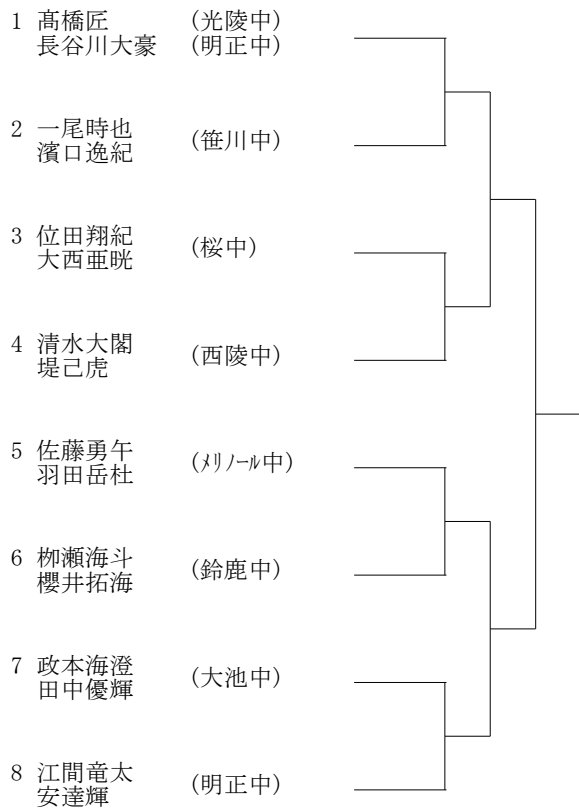 1 髙橋匠 (光陵中)
長谷川大豪 (明正中)
2 一尾時也
濱口逸紀 (笹川中)
3 位田翔紀
大西亜晄 (桜中)
4 清水大閣
堤己虎 (西陵中)
5 佐藤勇午
羽田岳杜 (ﾒﾘﾉｰﾙ中)
6 栁瀬海斗
櫻井拓海 (鈴鹿中)
7 政本海澄
田中優輝 (大池中)
8 江間竜太
安達輝 (明正中)